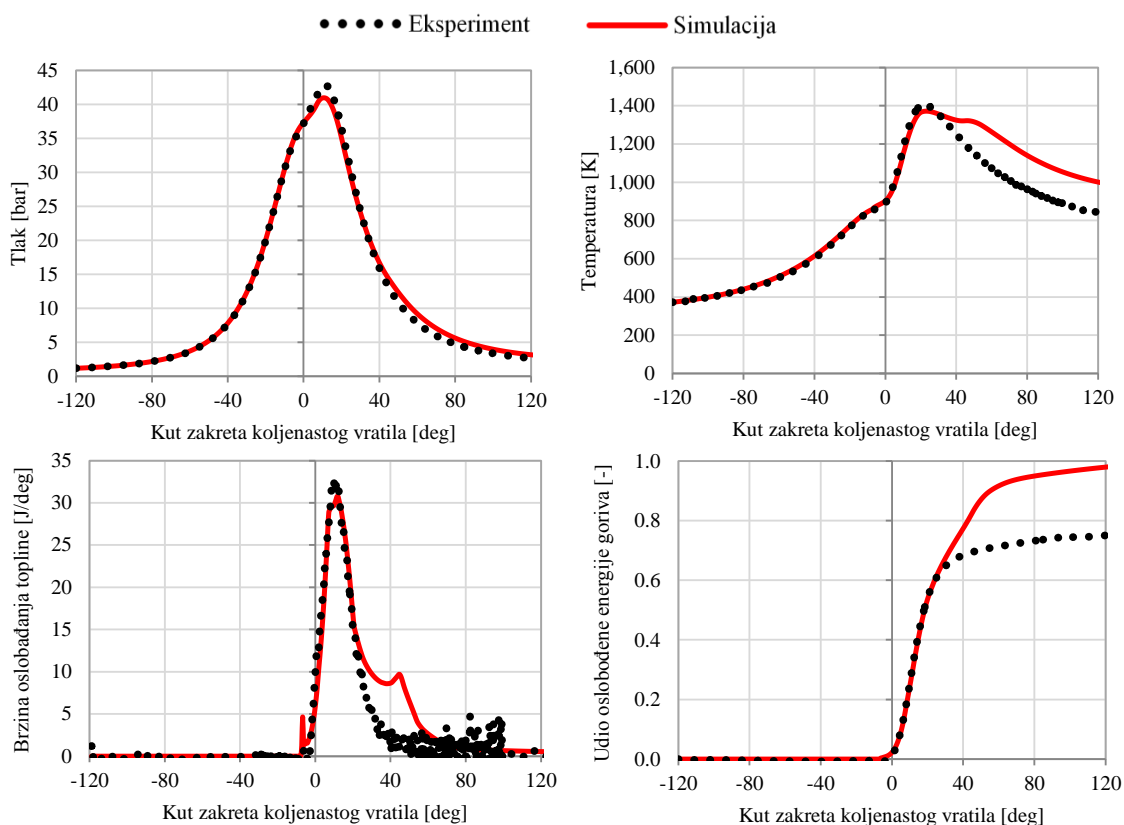 Eksperiment Simulacija
Tlak [bar]
45
40
35
30
25
20
15
10
5
0
-120 -80 -40 0 40 80 120
Kut zakreta koljenastog vratila [deg]
Temperatura [K]
1,600
1,400
1,200
1,000
800
600
400
200
0
-120 -80 -40 0 40 80 120
Kut zakreta koljenastog vratila [deg]
Brzina oslobađanja topline [J/deg]
35
30
25
20
15
10
5
0
-120 -80 -40 0 40 80 120
Kut zakreta koljenastog vratila [deg]
Udio oslobođene energije goriva [-]
1.0
0.8
0.6
0.4
0.2
0.0
-120 -80 -40 0 40 80 120
Kut zakreta koljenastog vratila [deg]